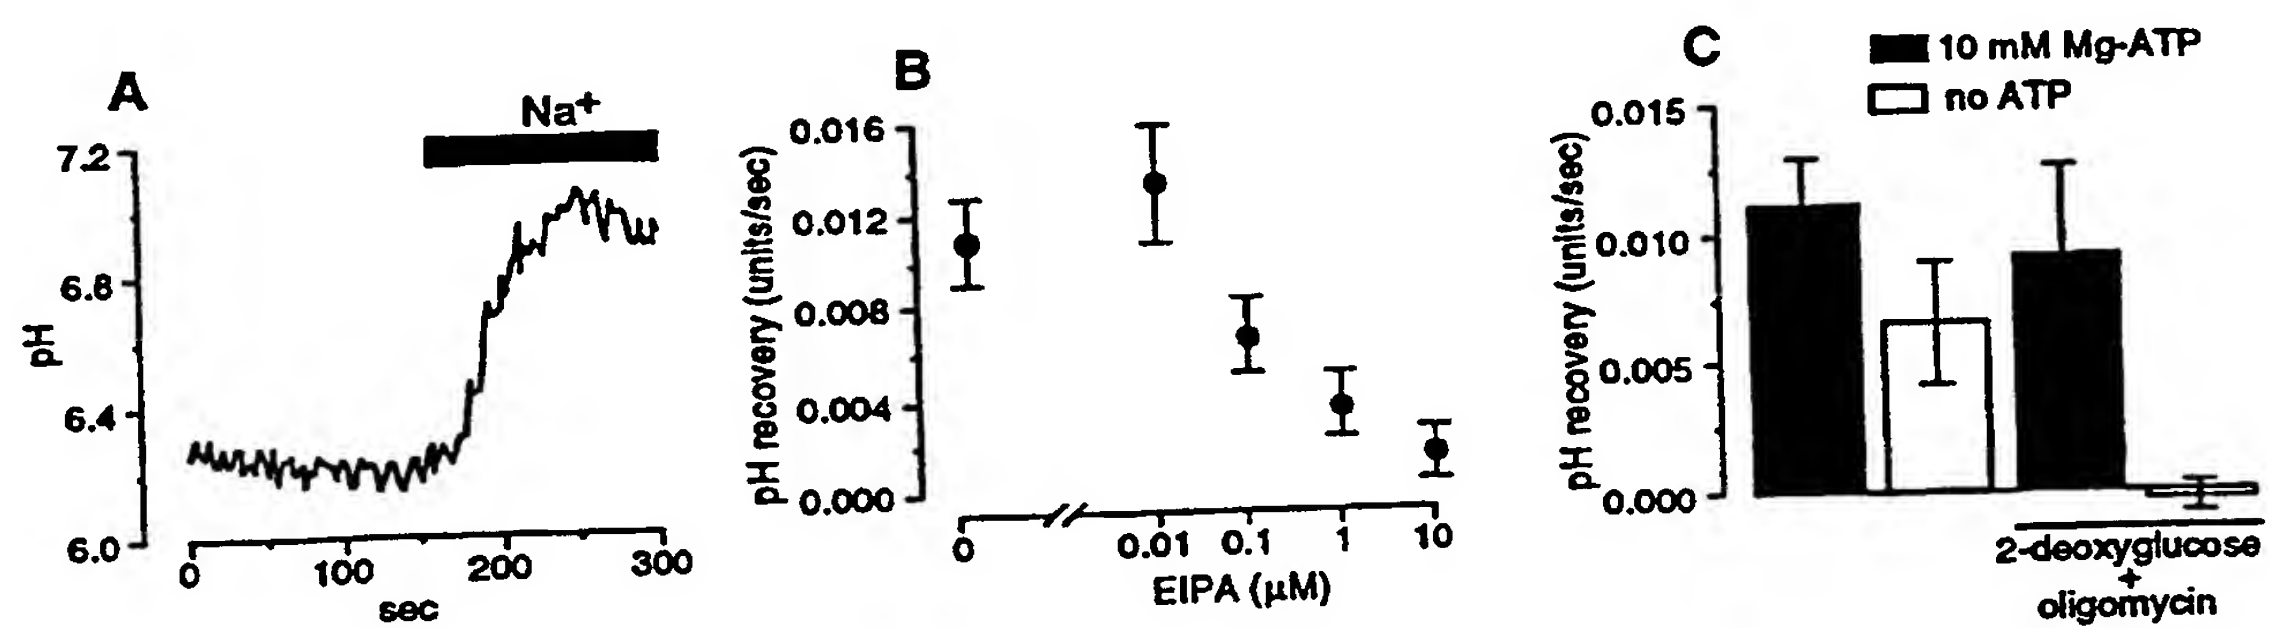 A
Na+
7.2
6.8
6.4
6.0
pH
0
100
200
300
sec
B
0.016
0.012
0.008
0.004
0.000
pH recovery (units/sec)
0
0.01
0.1
1
10
EIPA (μM)
C
10 mM Mg-ATP
no ATP
0.015
0.010
0.005
0.000
pH recovery (units/sec)
2-deoxyglucose
+
oligomycin